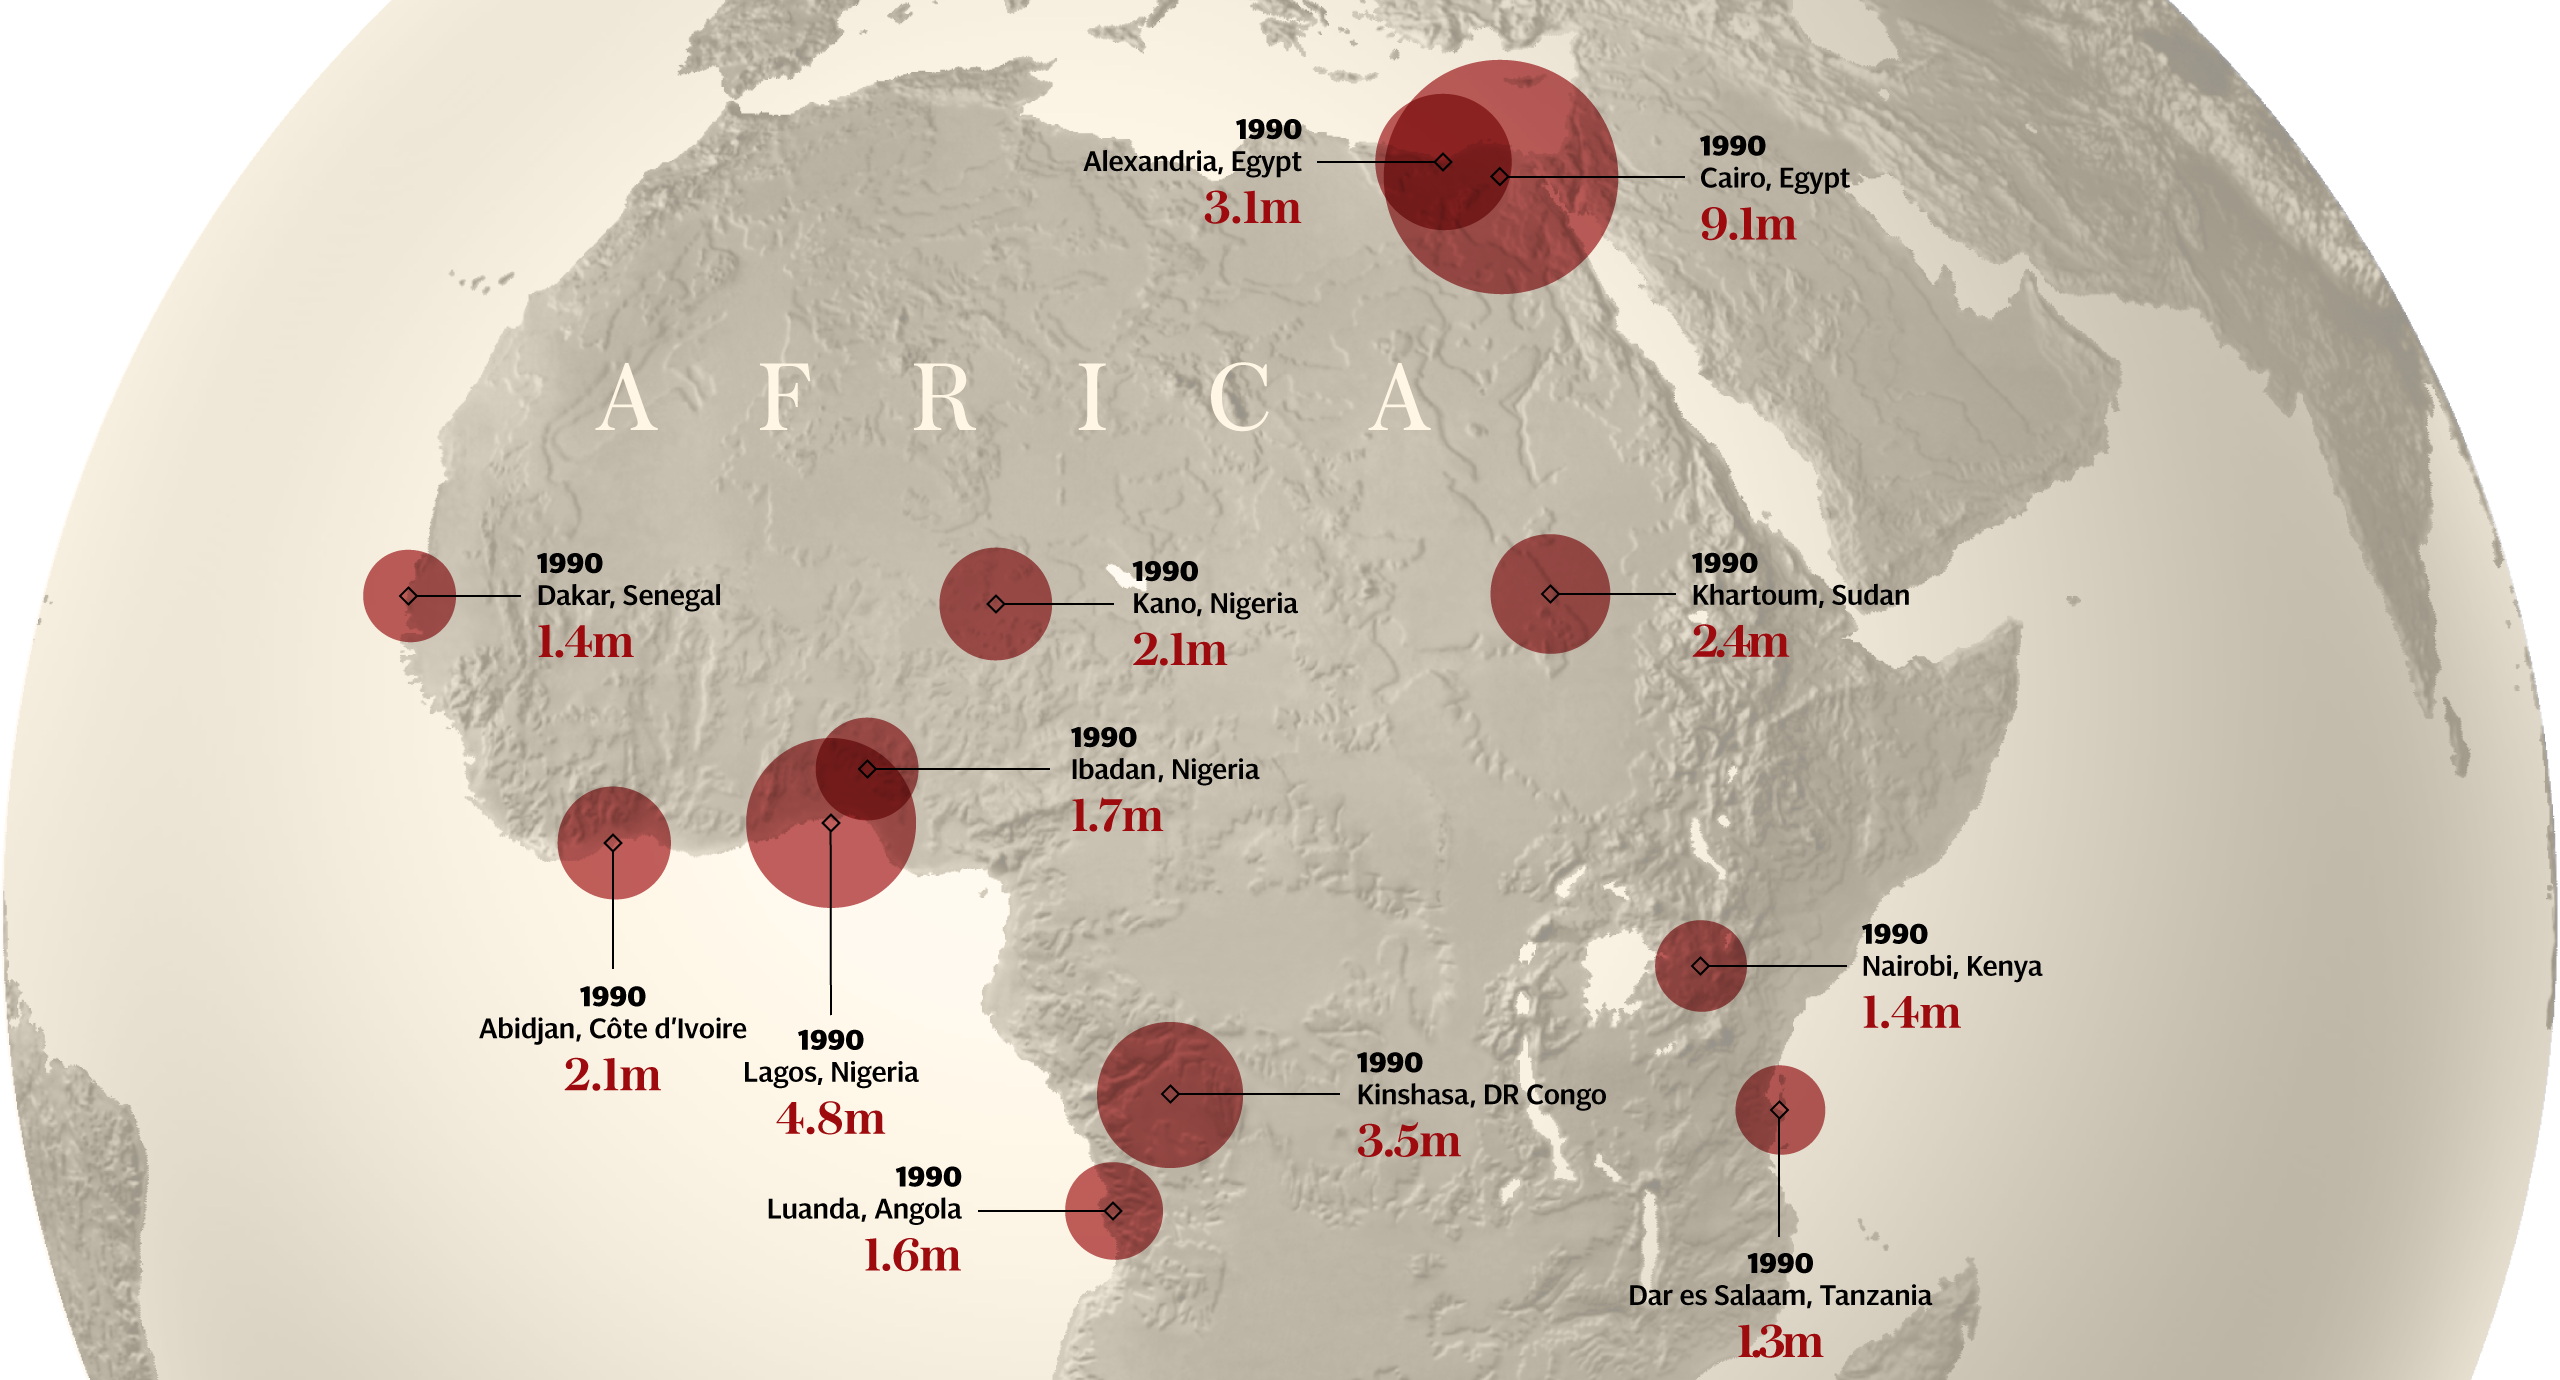 1990
Alexandria, Egypt
3.1m
1990
Cairo, Egypt
9.1m
AFRICA
1990
Dakar, Senegal
1.4m
1990
Kano, Nigeria
2.1m
1990
Khartoum, Sudan
2.4m
1990
Ibadan, Nigeria
1.7m
1990
Abidjan, Côte d'Ivoire
2.1m
1990
Lagos, Nigeria
4.8m
1990
Nairobi, Kenya
1.4m
1990
Kinshasa, DR Congo
3.5m
1990
Luanda, Angola
1.6m
1990
Dar es Salaam, Tanzania
1.3m